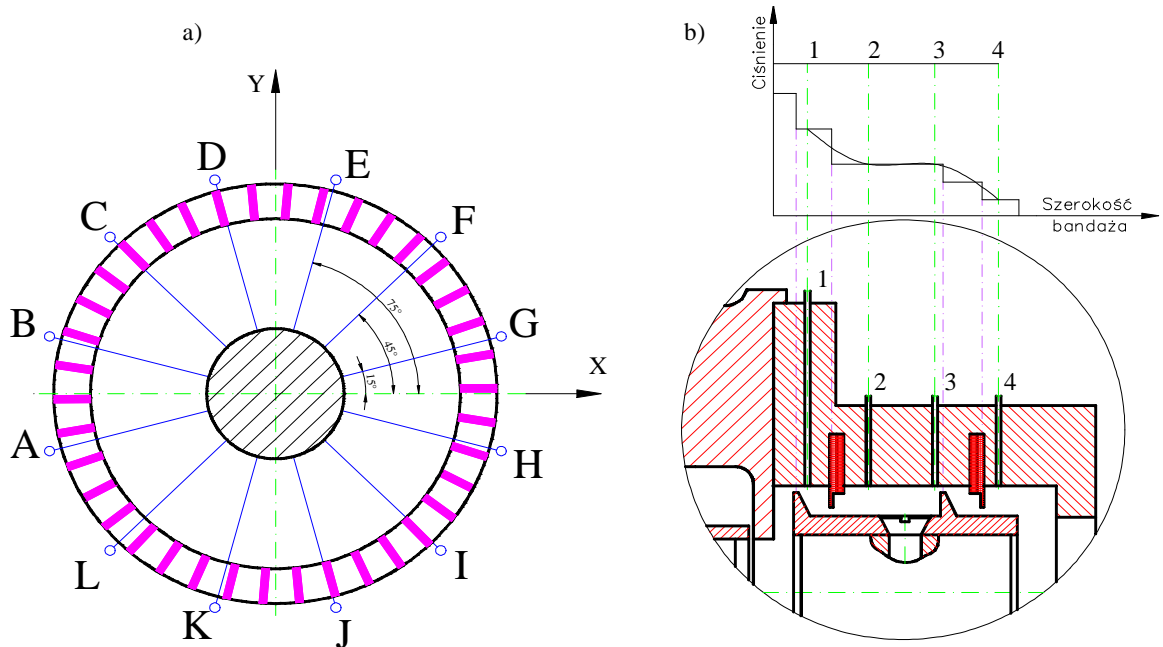 a)
Y
X
D
E
C
F
B
G
A
H
L
I
K
J
75°
45°
15°
b)
Ciśnienie
1
2
3
4
Szerokość
bandaża
1
2
3
4